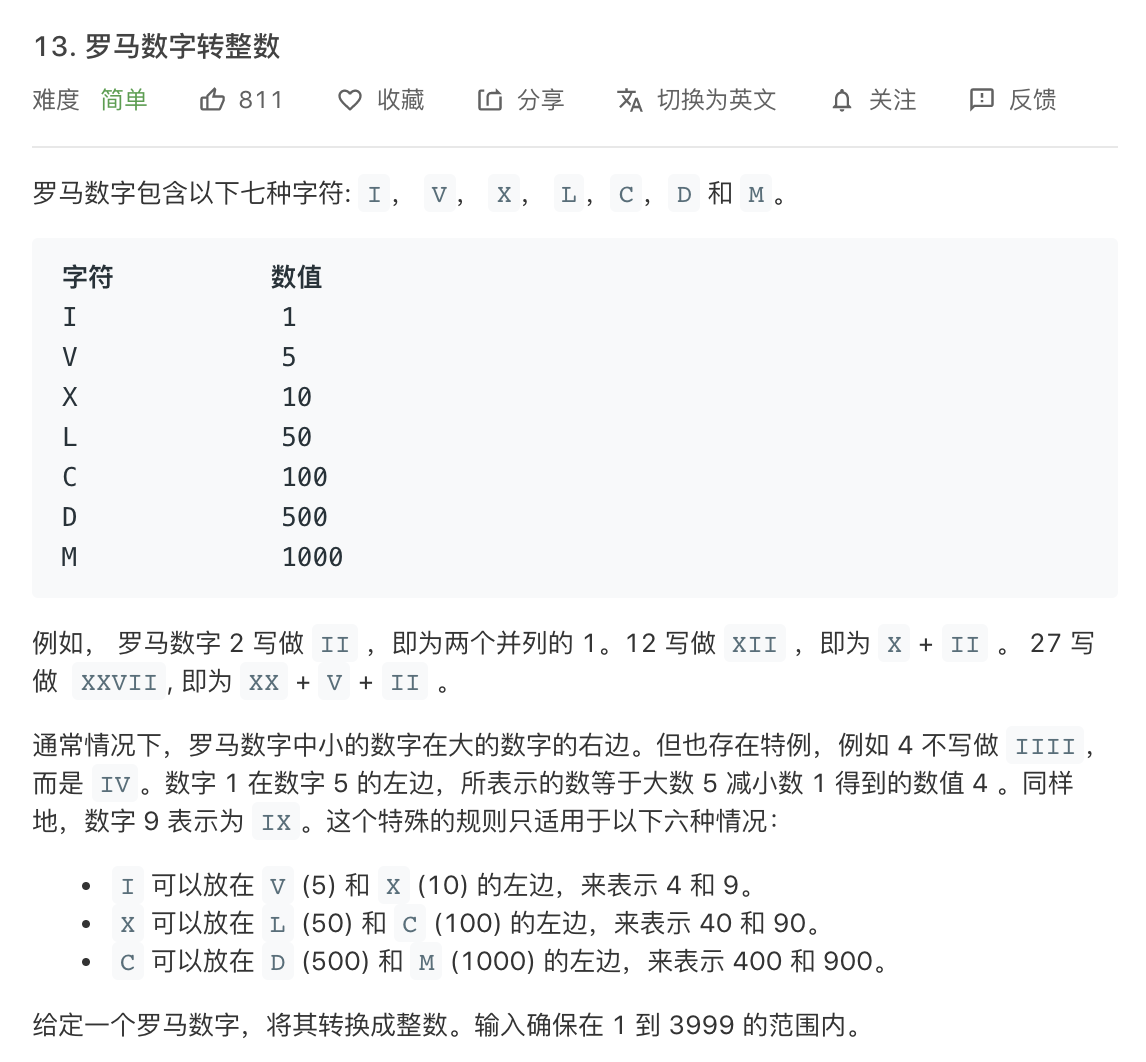 13. 罗马数字转整数
难度 简单 811 收藏 分享 切换为英文 关注 反馈
罗马数字包含以下七种字符: I， V， X， L，C，D 和 M。
字符 数值
I 1
V 5
X 10
L 50
C 100
D 500
M 1000
例如， 罗马数字 2 写做 II ，即为两个并列的 1。12 写做 XII ，即为 X + II 。 27 写
做 XXVII, 即为 XX + V + II 。
通常情况下，罗马数字中小的数字在大的数字的右边。但也存在特例，例如 4 不写做 IIII，
而是 IV。数字 1 在数字 5 的左边，所表示的数等于大数 5 减小数 1 得到的数值 4 。同样
地，数字 9 表示为 IX。这个特殊的规则只适用于以下六种情况：
• I 可以放在 V (5) 和 X (10) 的左边，来表示 4 和 9。
• X 可以放在 L (50) 和 C (100) 的左边，来表示 40 和 90。
• C 可以放在 D (500) 和 M (1000) 的左边，来表示 400 和 900。
给定一个罗马数字，将其转换成整数。输入确保在 1 到 3999 的范围内。